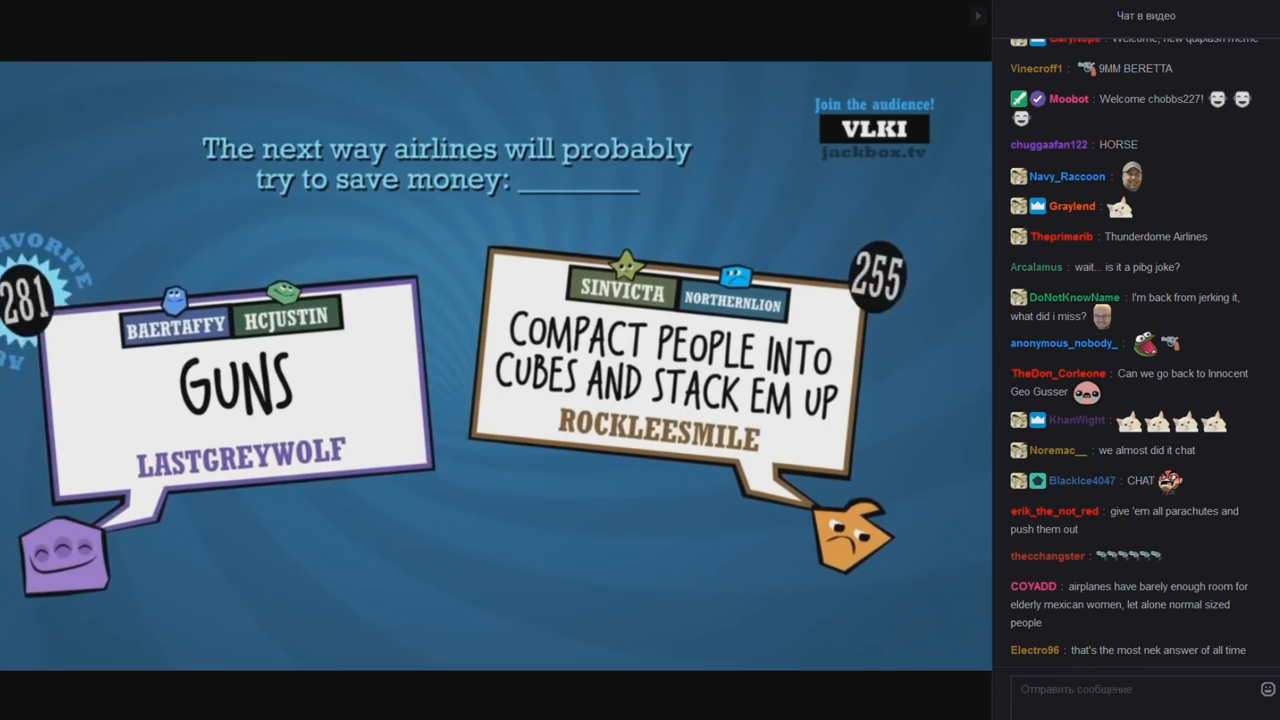 Join the audience!
VLKI
jackbox.tv
The next way airlines will probably
try to save money: ________
FAVORITE
281
BAERTAFFY
HCJUSTIN
GUNS
LASTGREYWOLF
255
SINVICTA
NORTHERNLION
COMPACT PEOPLE INTO
CUBES AND STACK EM UP
ROCKLEESMILE
Чат в видео
Vinecroff1 : 9MM BERETTA
Moobot : Welcome chobbs227!
chuggaafan122 : HORSE
Navy_Raccoon :
Graylend :
Theprimerib : Thunderdome Airlines
Arcalamus : wait... is it a pibg joke?
DoNotKnowName : I'm back from jerking it,
what did i miss?
anonymous_nobody_ :
TheDon_Corleone : Can we go back to Innocent
Geo Gusser
KhanWight :
Noremac__ : we almost did it chat
BlackIce4047 : CHAT
erik_the_not_red : give 'em all parachutes and
push them out
thecchangster :
COYADD : airplanes have barely enough room for
elderly mexican women, let alone normal sized
people
Electro96 : that's the most nek answer of all time
Отправить сообщение